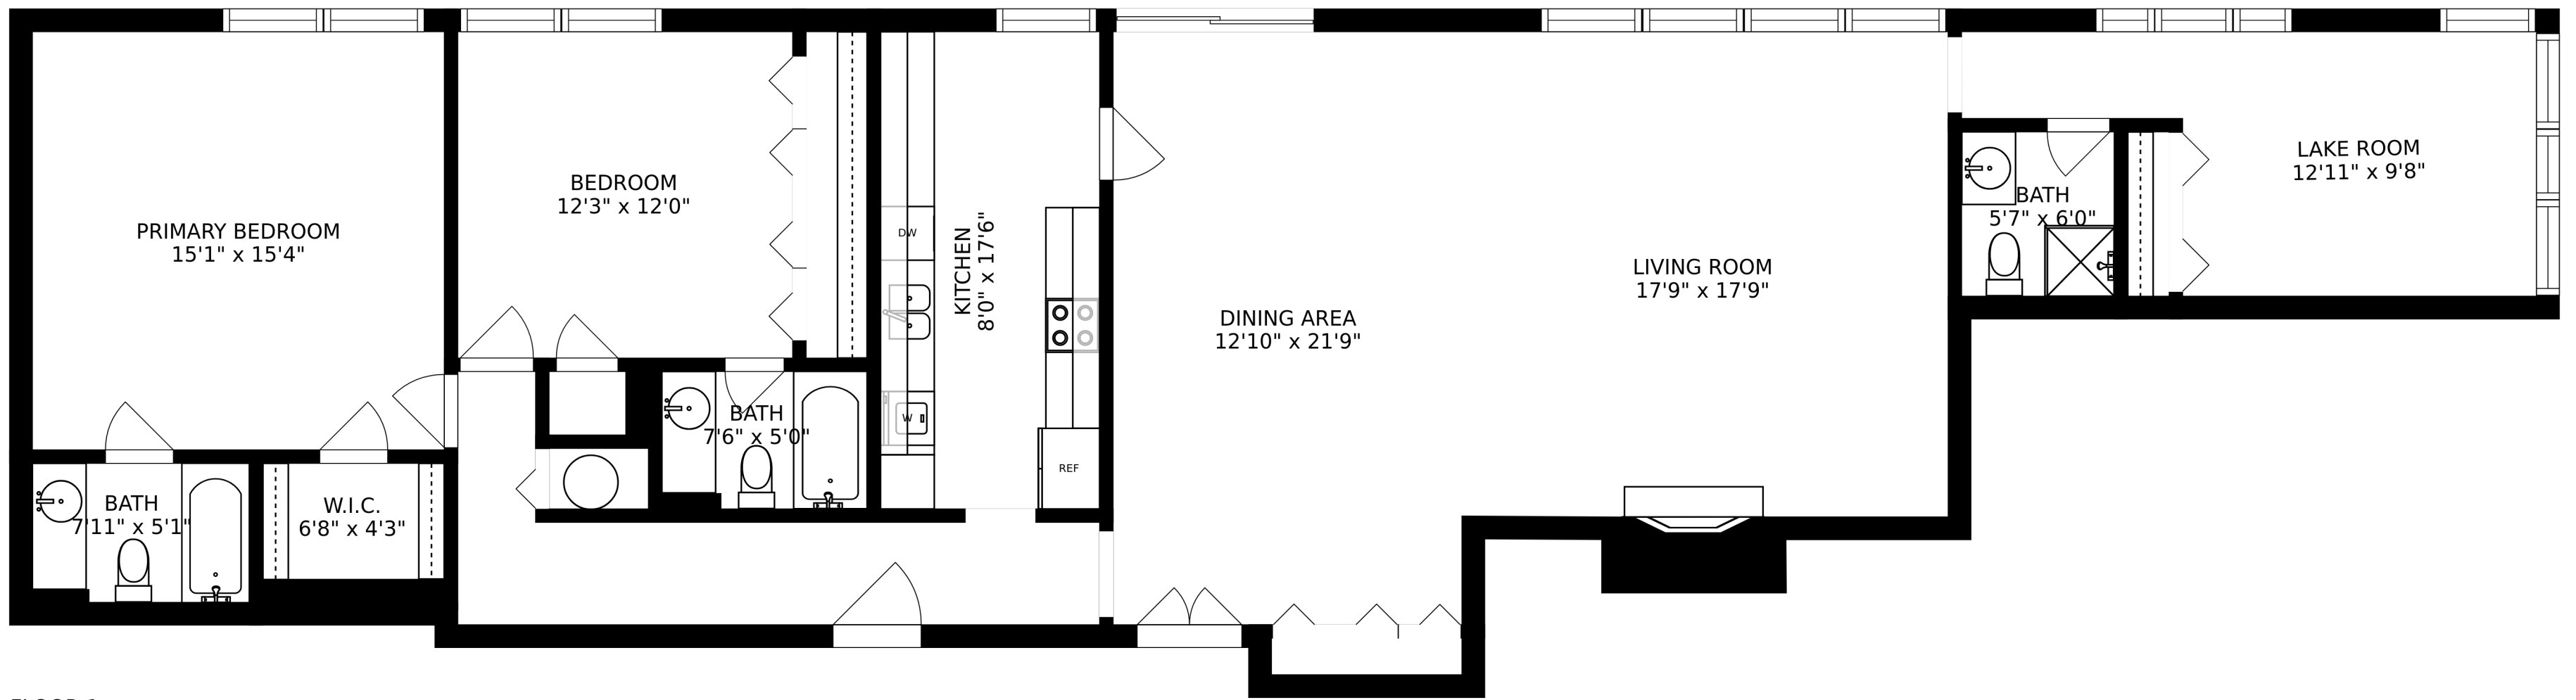 PRIMARY BEDROOM
15'1" x 15'4"
BEDROOM
12'3" x 12'0"
KITCHEN
8'0" x 17'6"
DW
W
REF
DINING AREA
12'10" x 21'9"
LIVING ROOM
17'9" x 17'9"
BATH
5'7" x 6'0"
LAKE ROOM
12'11" x 9'8"
BATH
7'6" x 5'0"
BATH
7'11" x 5'1"
W.I.C.
6'8" x 4'3"